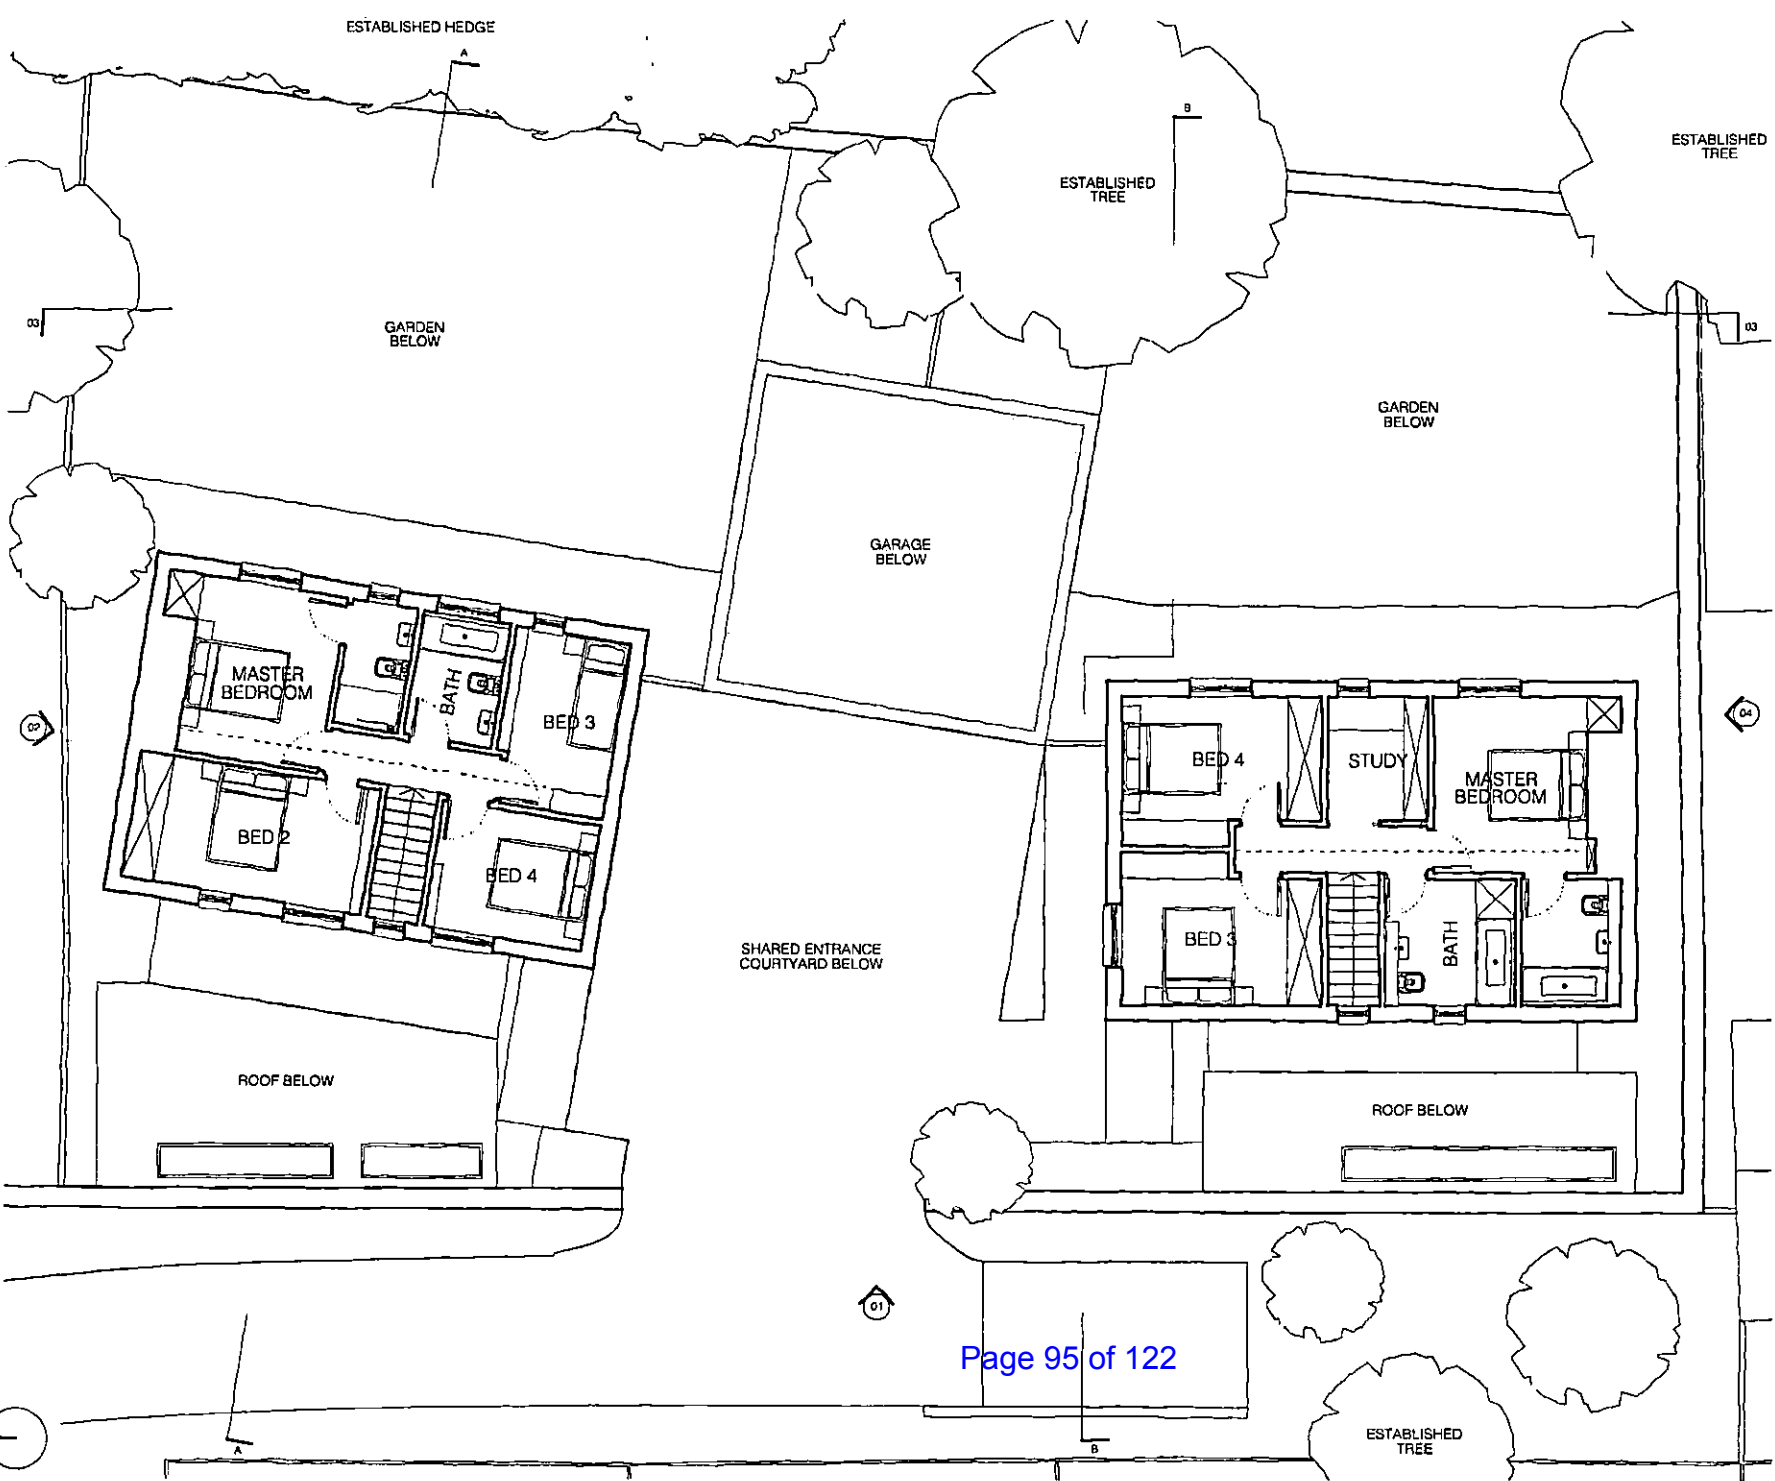 ESTABLISHED HEDGE
A
B
ESTABLISHED
TREE
ESTABLISHED
TREE
03
GARDEN
BELOW
03
GARDEN
BELOW
GARAGE
BELOW
MASTER
BEDROOM
BATH
BED 3
BED 2
BED 4
BED 4
STUDY
MASTER
BEDROOM
04
BED 3
BATH
SHARED ENTRANCE
COURTYARD BELOW
ROOF BELOW
ROOF BELOW
01
Page 95 of 122
A
B
ESTABLISHED
TREE